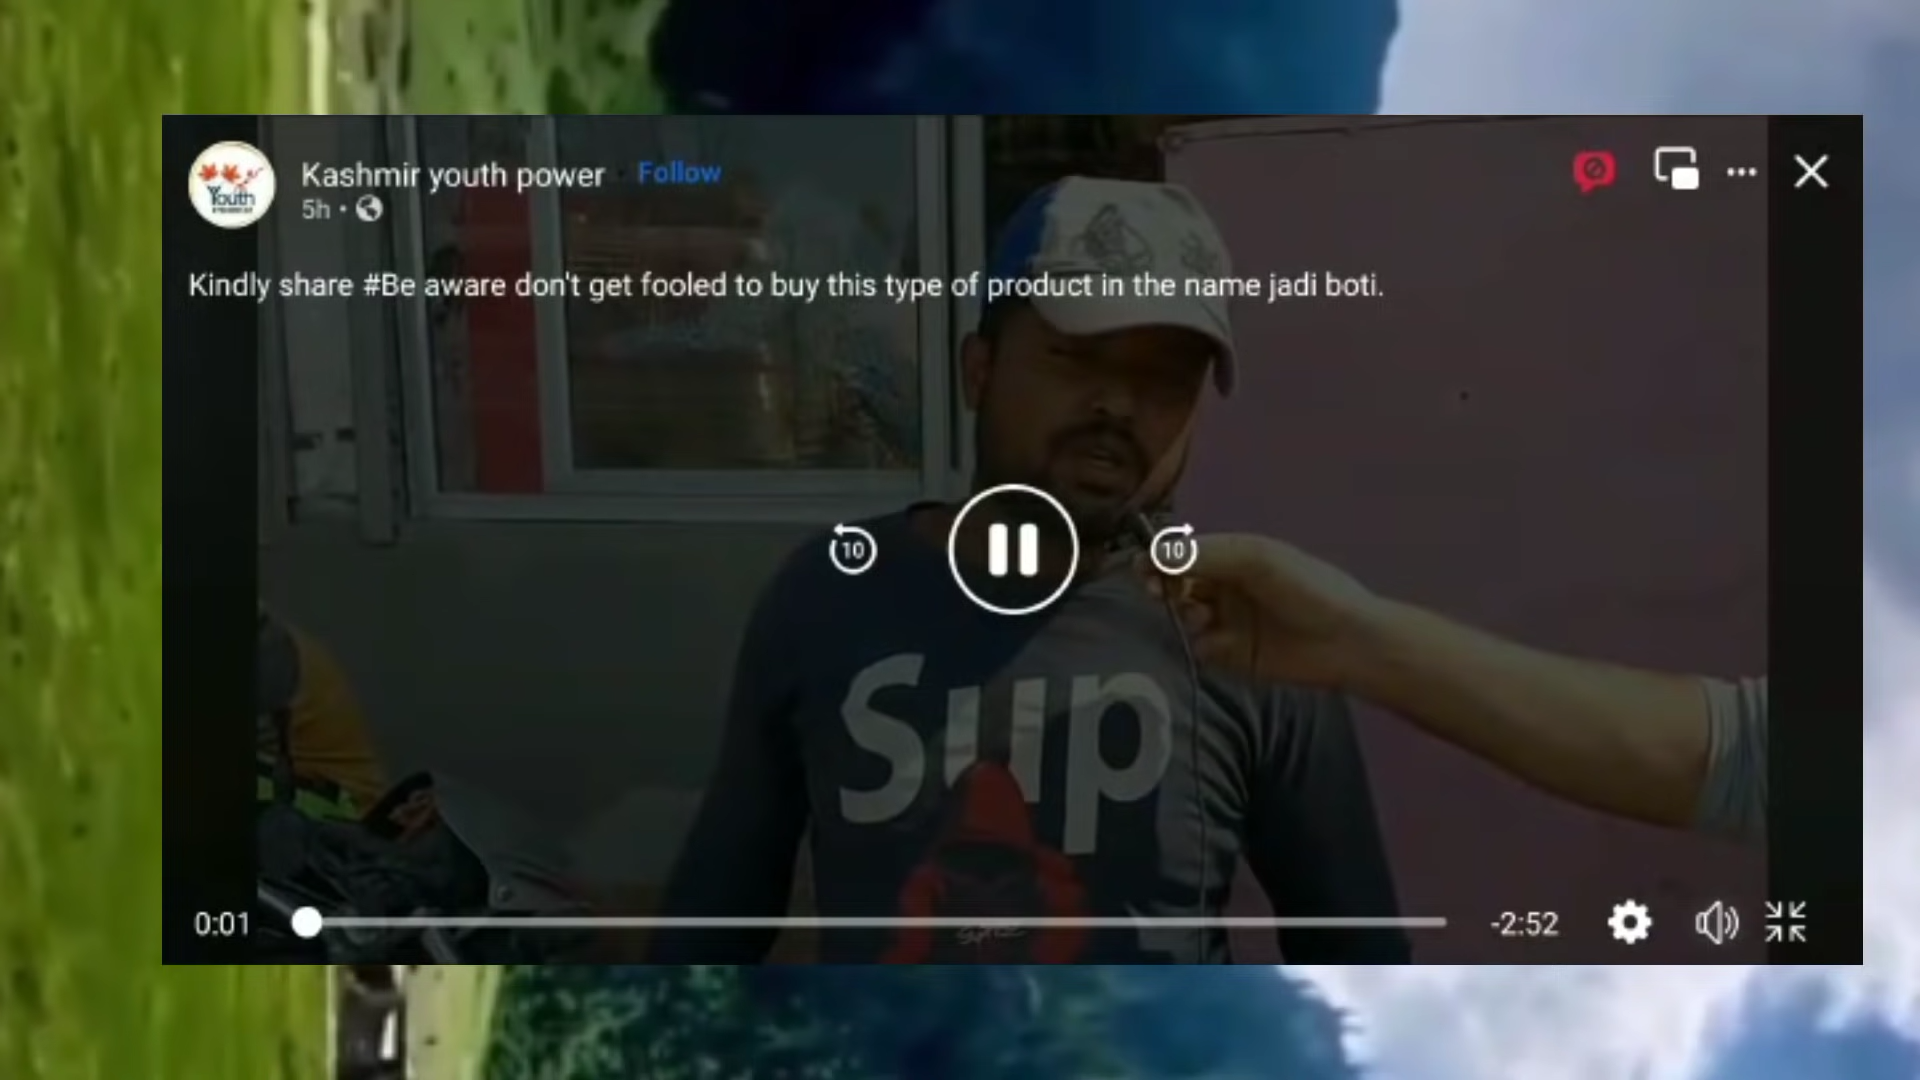 Youth
Kashmir youth power · Follow
5h ·
Kindly share #Be aware don't get fooled to buy this type of product in the name jadi boti.
10
10
Sup
0:01
-2:52